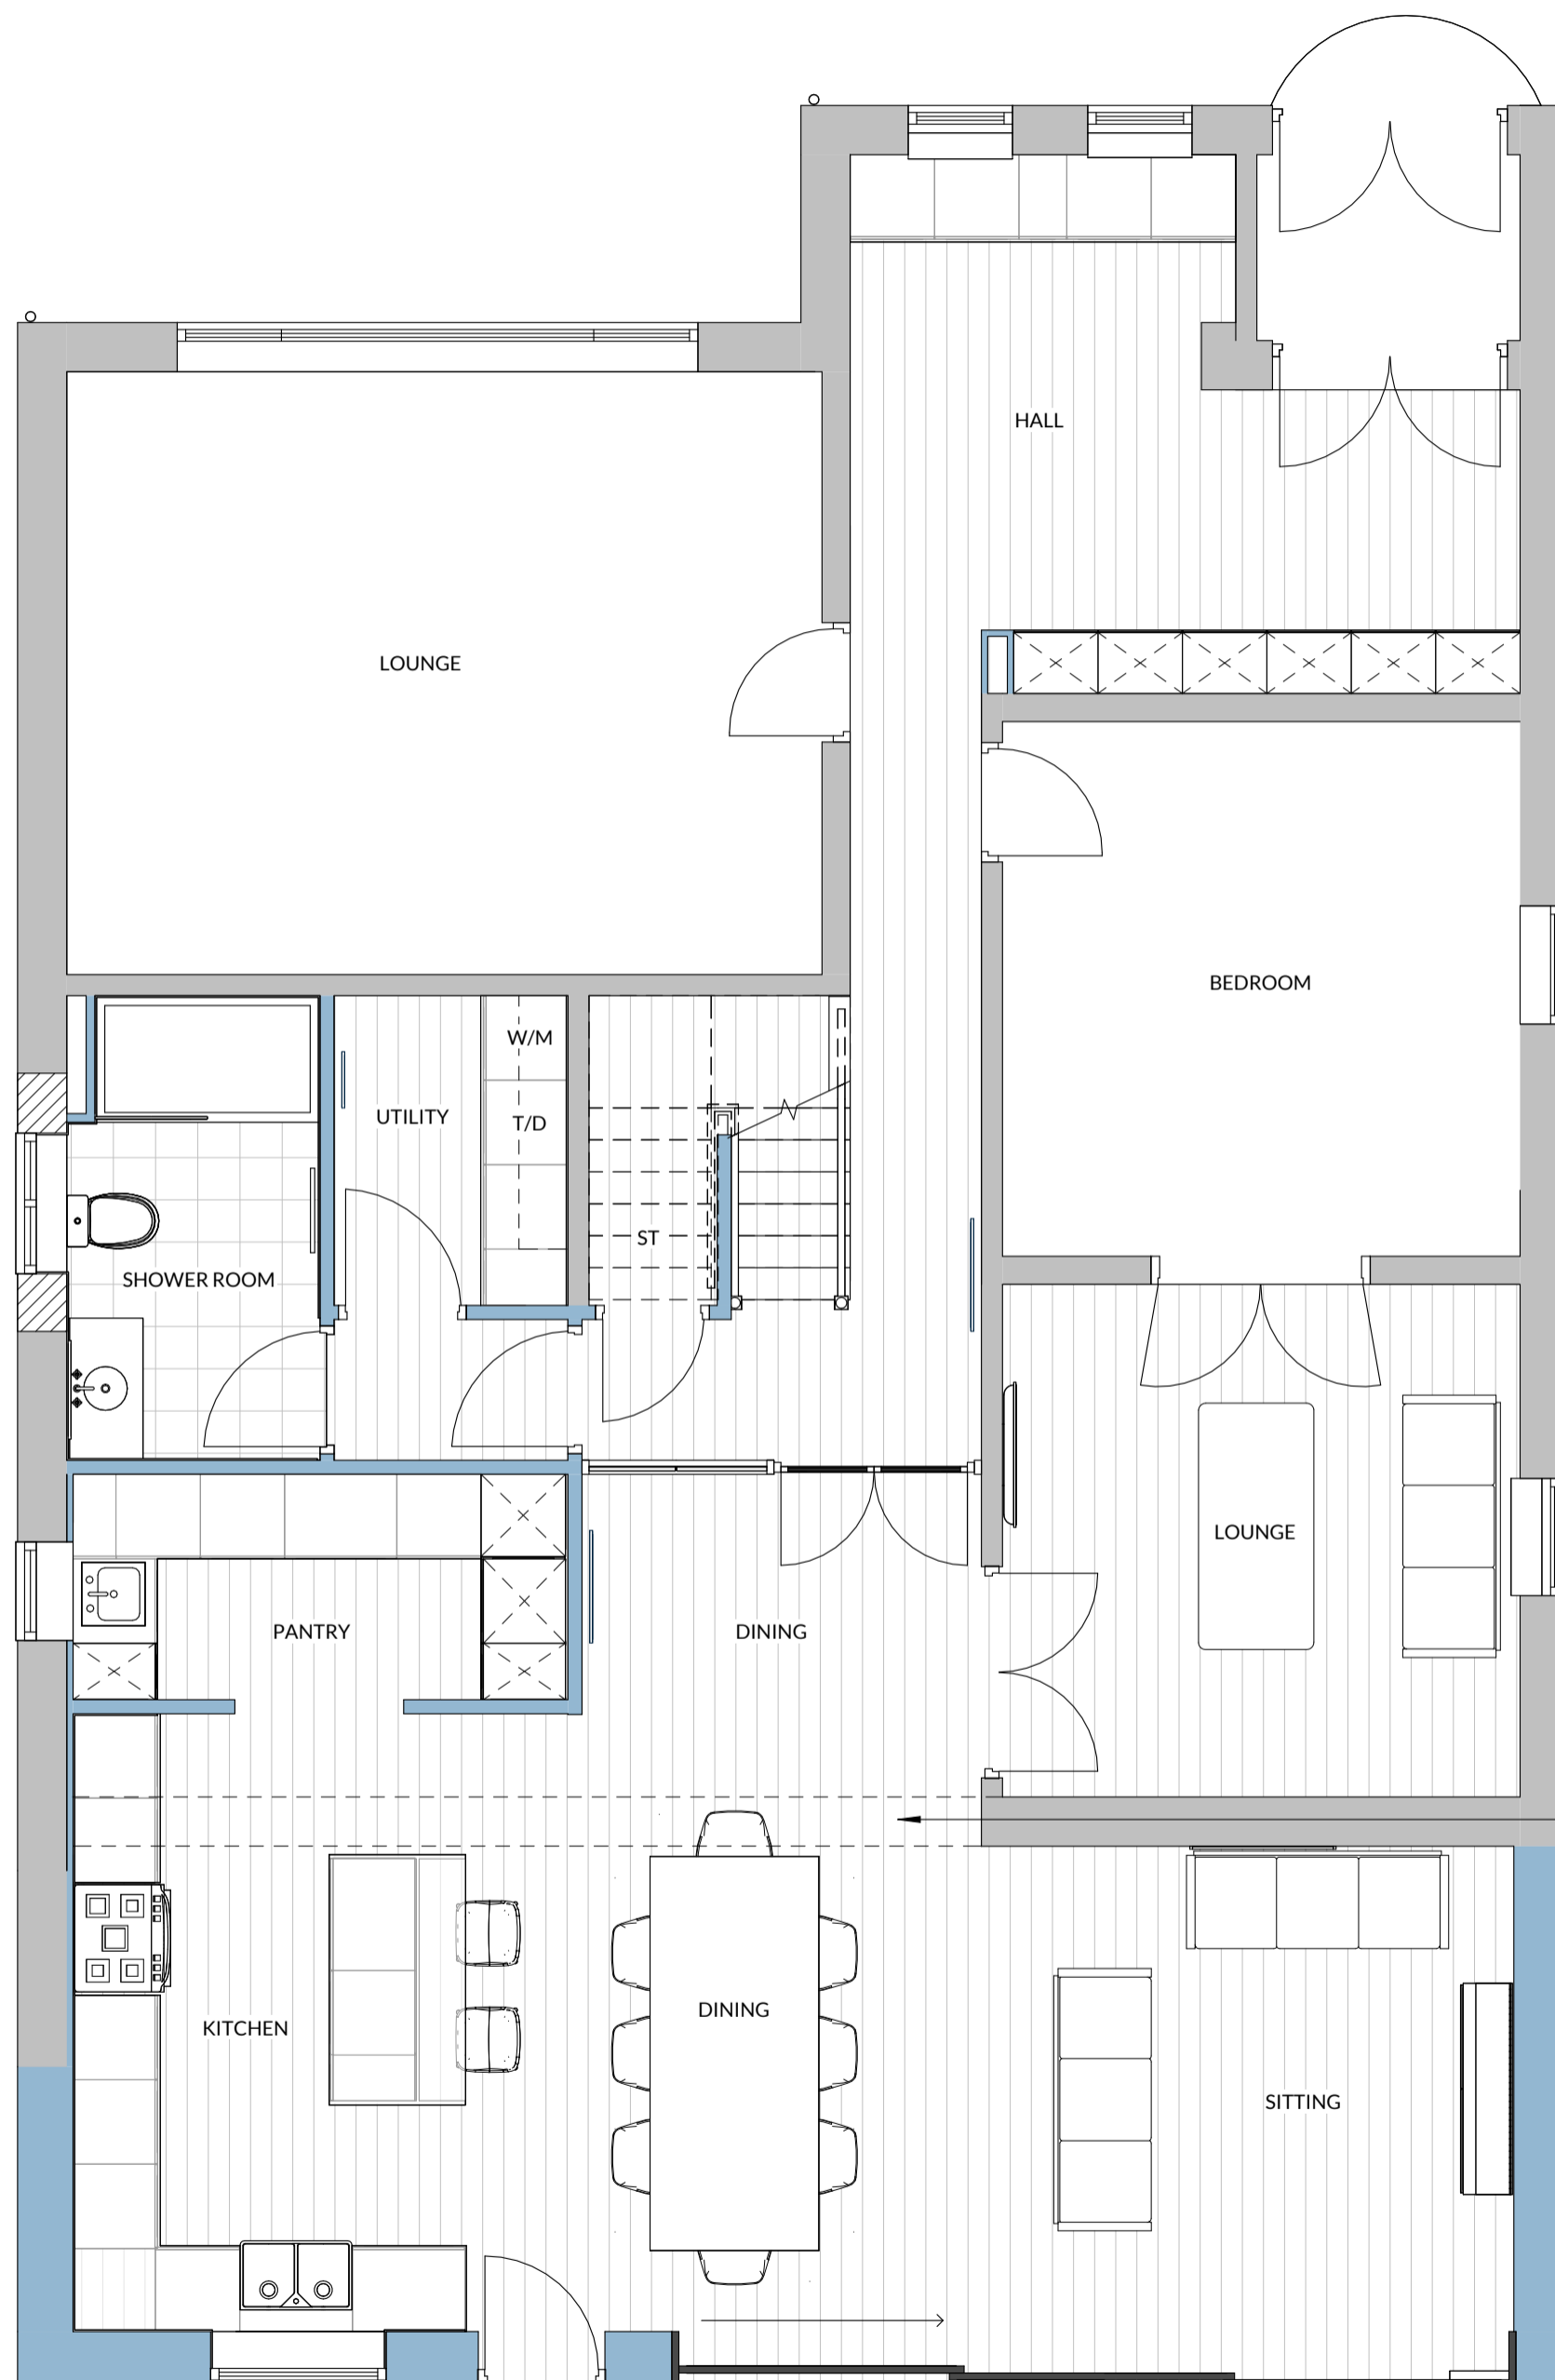 HALL
LOUNGE
BEDROOM
W/M
UTILITY
T/D
ST
SHOWER ROOM
LOUNGE
PANTRY
DINING
DINING
KITCHEN
SITTING